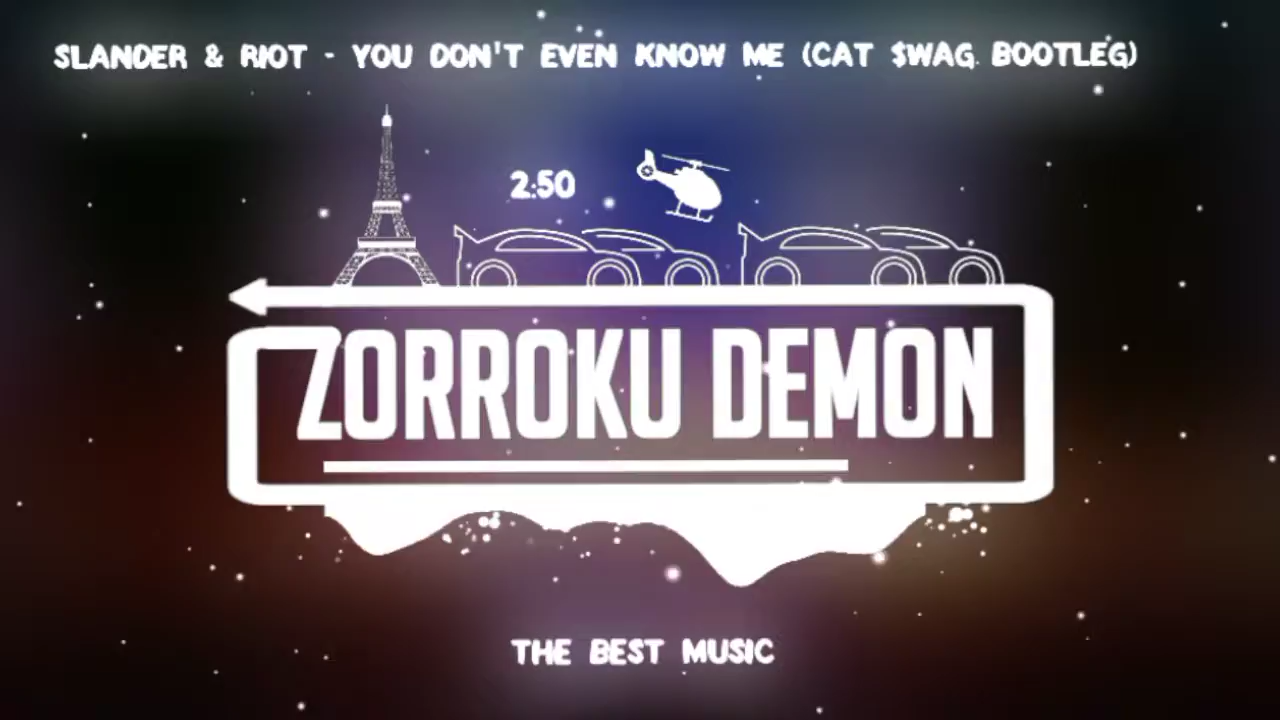 SLANDER & RIOT - YOU DON'T EVEN KNOW ME (CAT $WAG BOOTLEG)
2:50
ZORROKU DEMON
THE BEST MUSIC